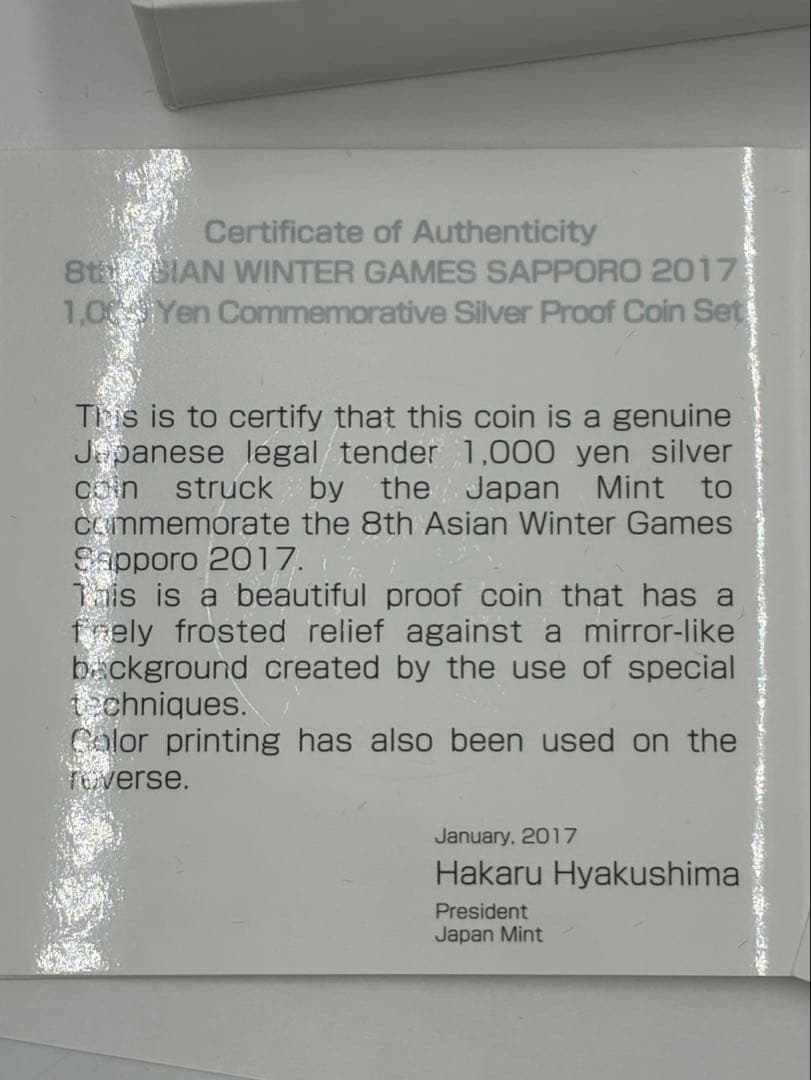 Certificate of Authenticity
8th ASIAN WINTER GAMES SAPPORO 2017
1,000 Yen Commemorative Silver Proof Coin Set
This is to certify that this coin is a genuine
Japanese legal tender 1,000 yen silver
coin struck by the Japan Mint to
commemorate the 8th Asian Winter Games
Sapporo 2017.
This is a beautiful proof coin that has a
finely frosted relief against a mirror-like
background created by the use of special
techniques.
Color printing has also been used on the
reverse.
January, 2017
Hakaru Hyakushima
President
Japan Mint